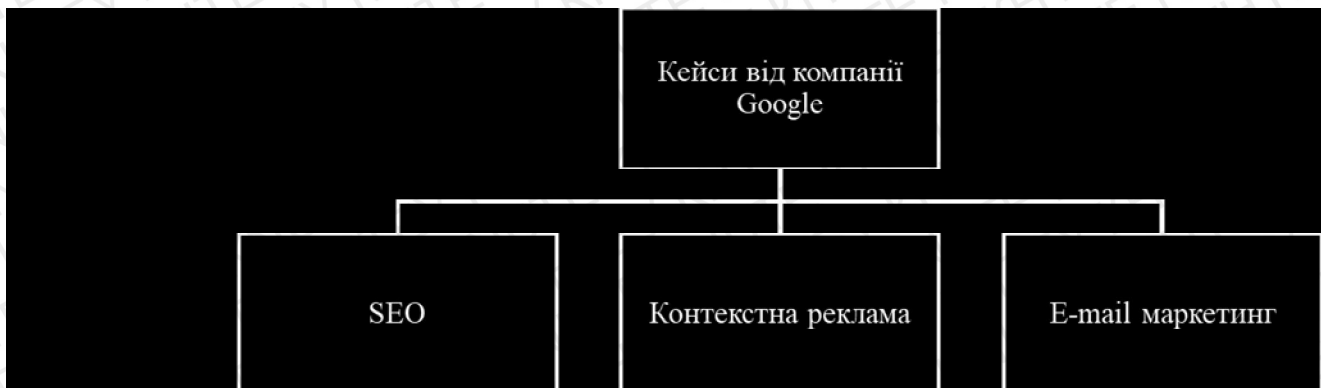 Кейси від компанії
Google
SEO
Контекстна реклама
E-mail маркетинг